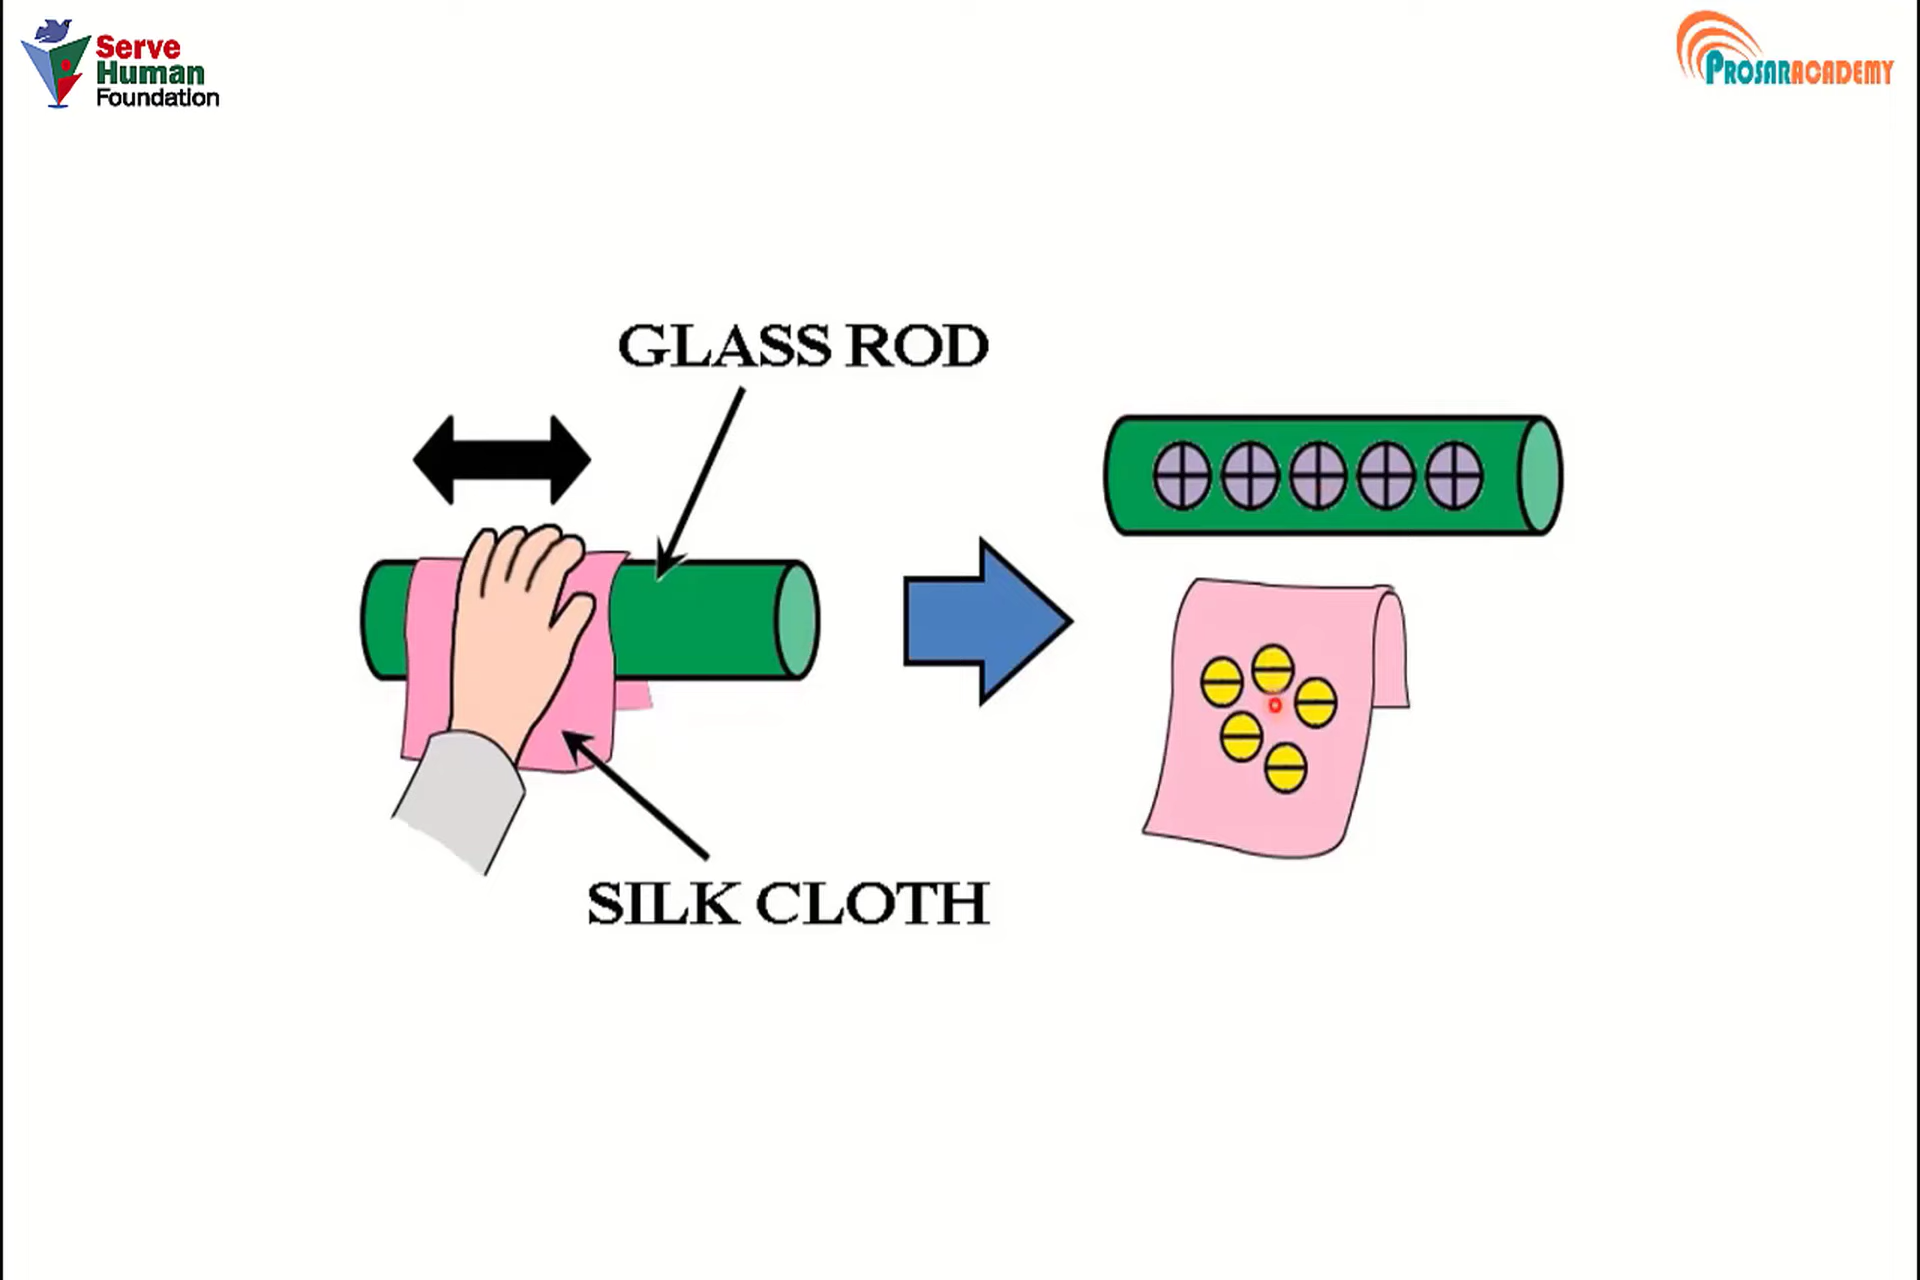 Serve
Human
Foundation
PROSARACADEMY
GLASS ROD
SILK CLOTH